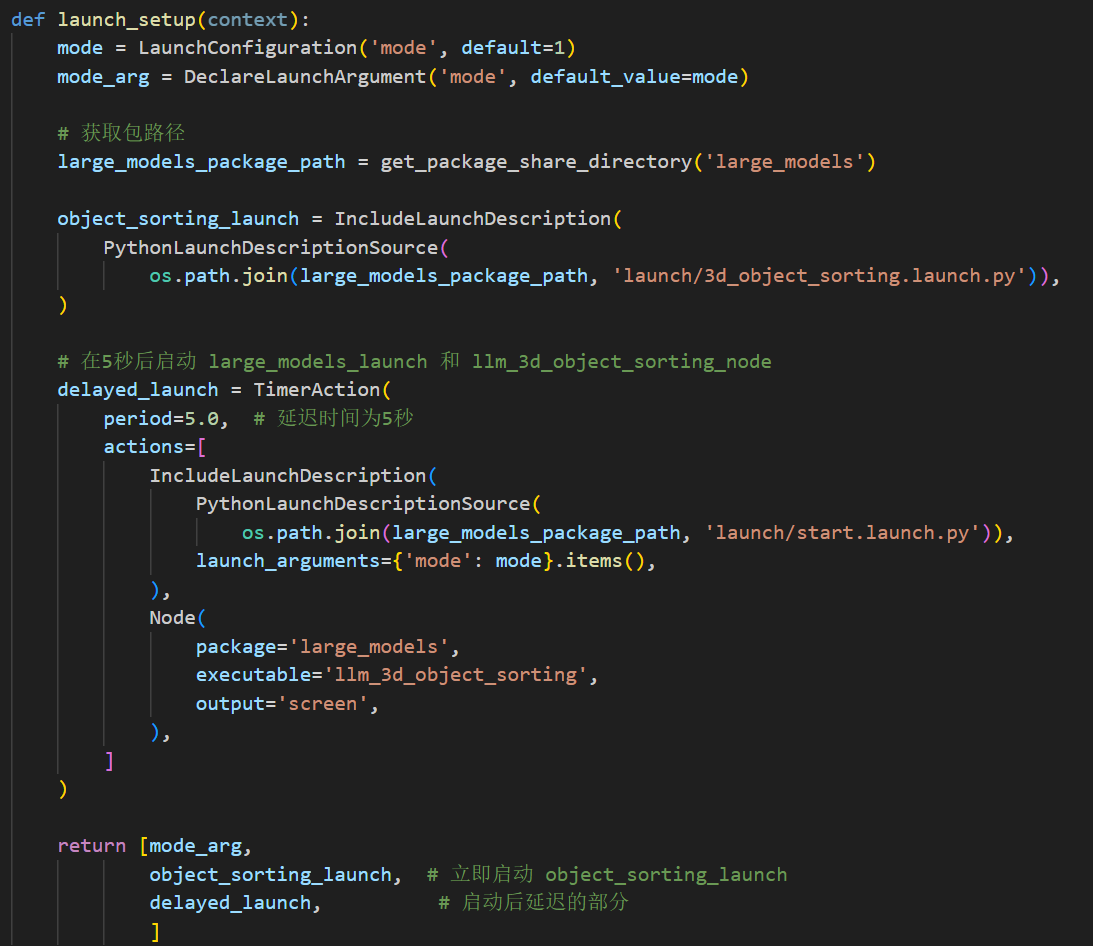 def launch_setup(context):
    mode = LaunchConfiguration('mode', default=1)
    mode_arg = DeclareLaunchArgument('mode', default_value=mode)

    # 获取包路径
    large_models_package_path = get_package_share_directory('large_models')

    object_sorting_launch = IncludeLaunchDescription(
        PythonLaunchDescriptionSource(
            os.path.join(large_models_package_path, 'launch/3d_object_sorting.launch.py')),
    )

    # 在5秒后启动 large_models_launch 和 llm_3d_object_sorting_node
    delayed_launch = TimerAction(
        period=5.0,  # 延迟时间为5秒
        actions=[
            IncludeLaunchDescription(
                PythonLaunchDescriptionSource(
                    os.path.join(large_models_package_path, 'launch/start.launch.py')),
                launch_arguments={'mode': mode}.items(),
            ),
            Node(
                package='large_models',
                executable='llm_3d_object_sorting',
                output='screen',
            ),
        ]
    )

    return [mode_arg,
            object_sorting_launch,  # 立即启动 object_sorting_launch
            delayed_launch,          # 启动后延迟的部分
            ]